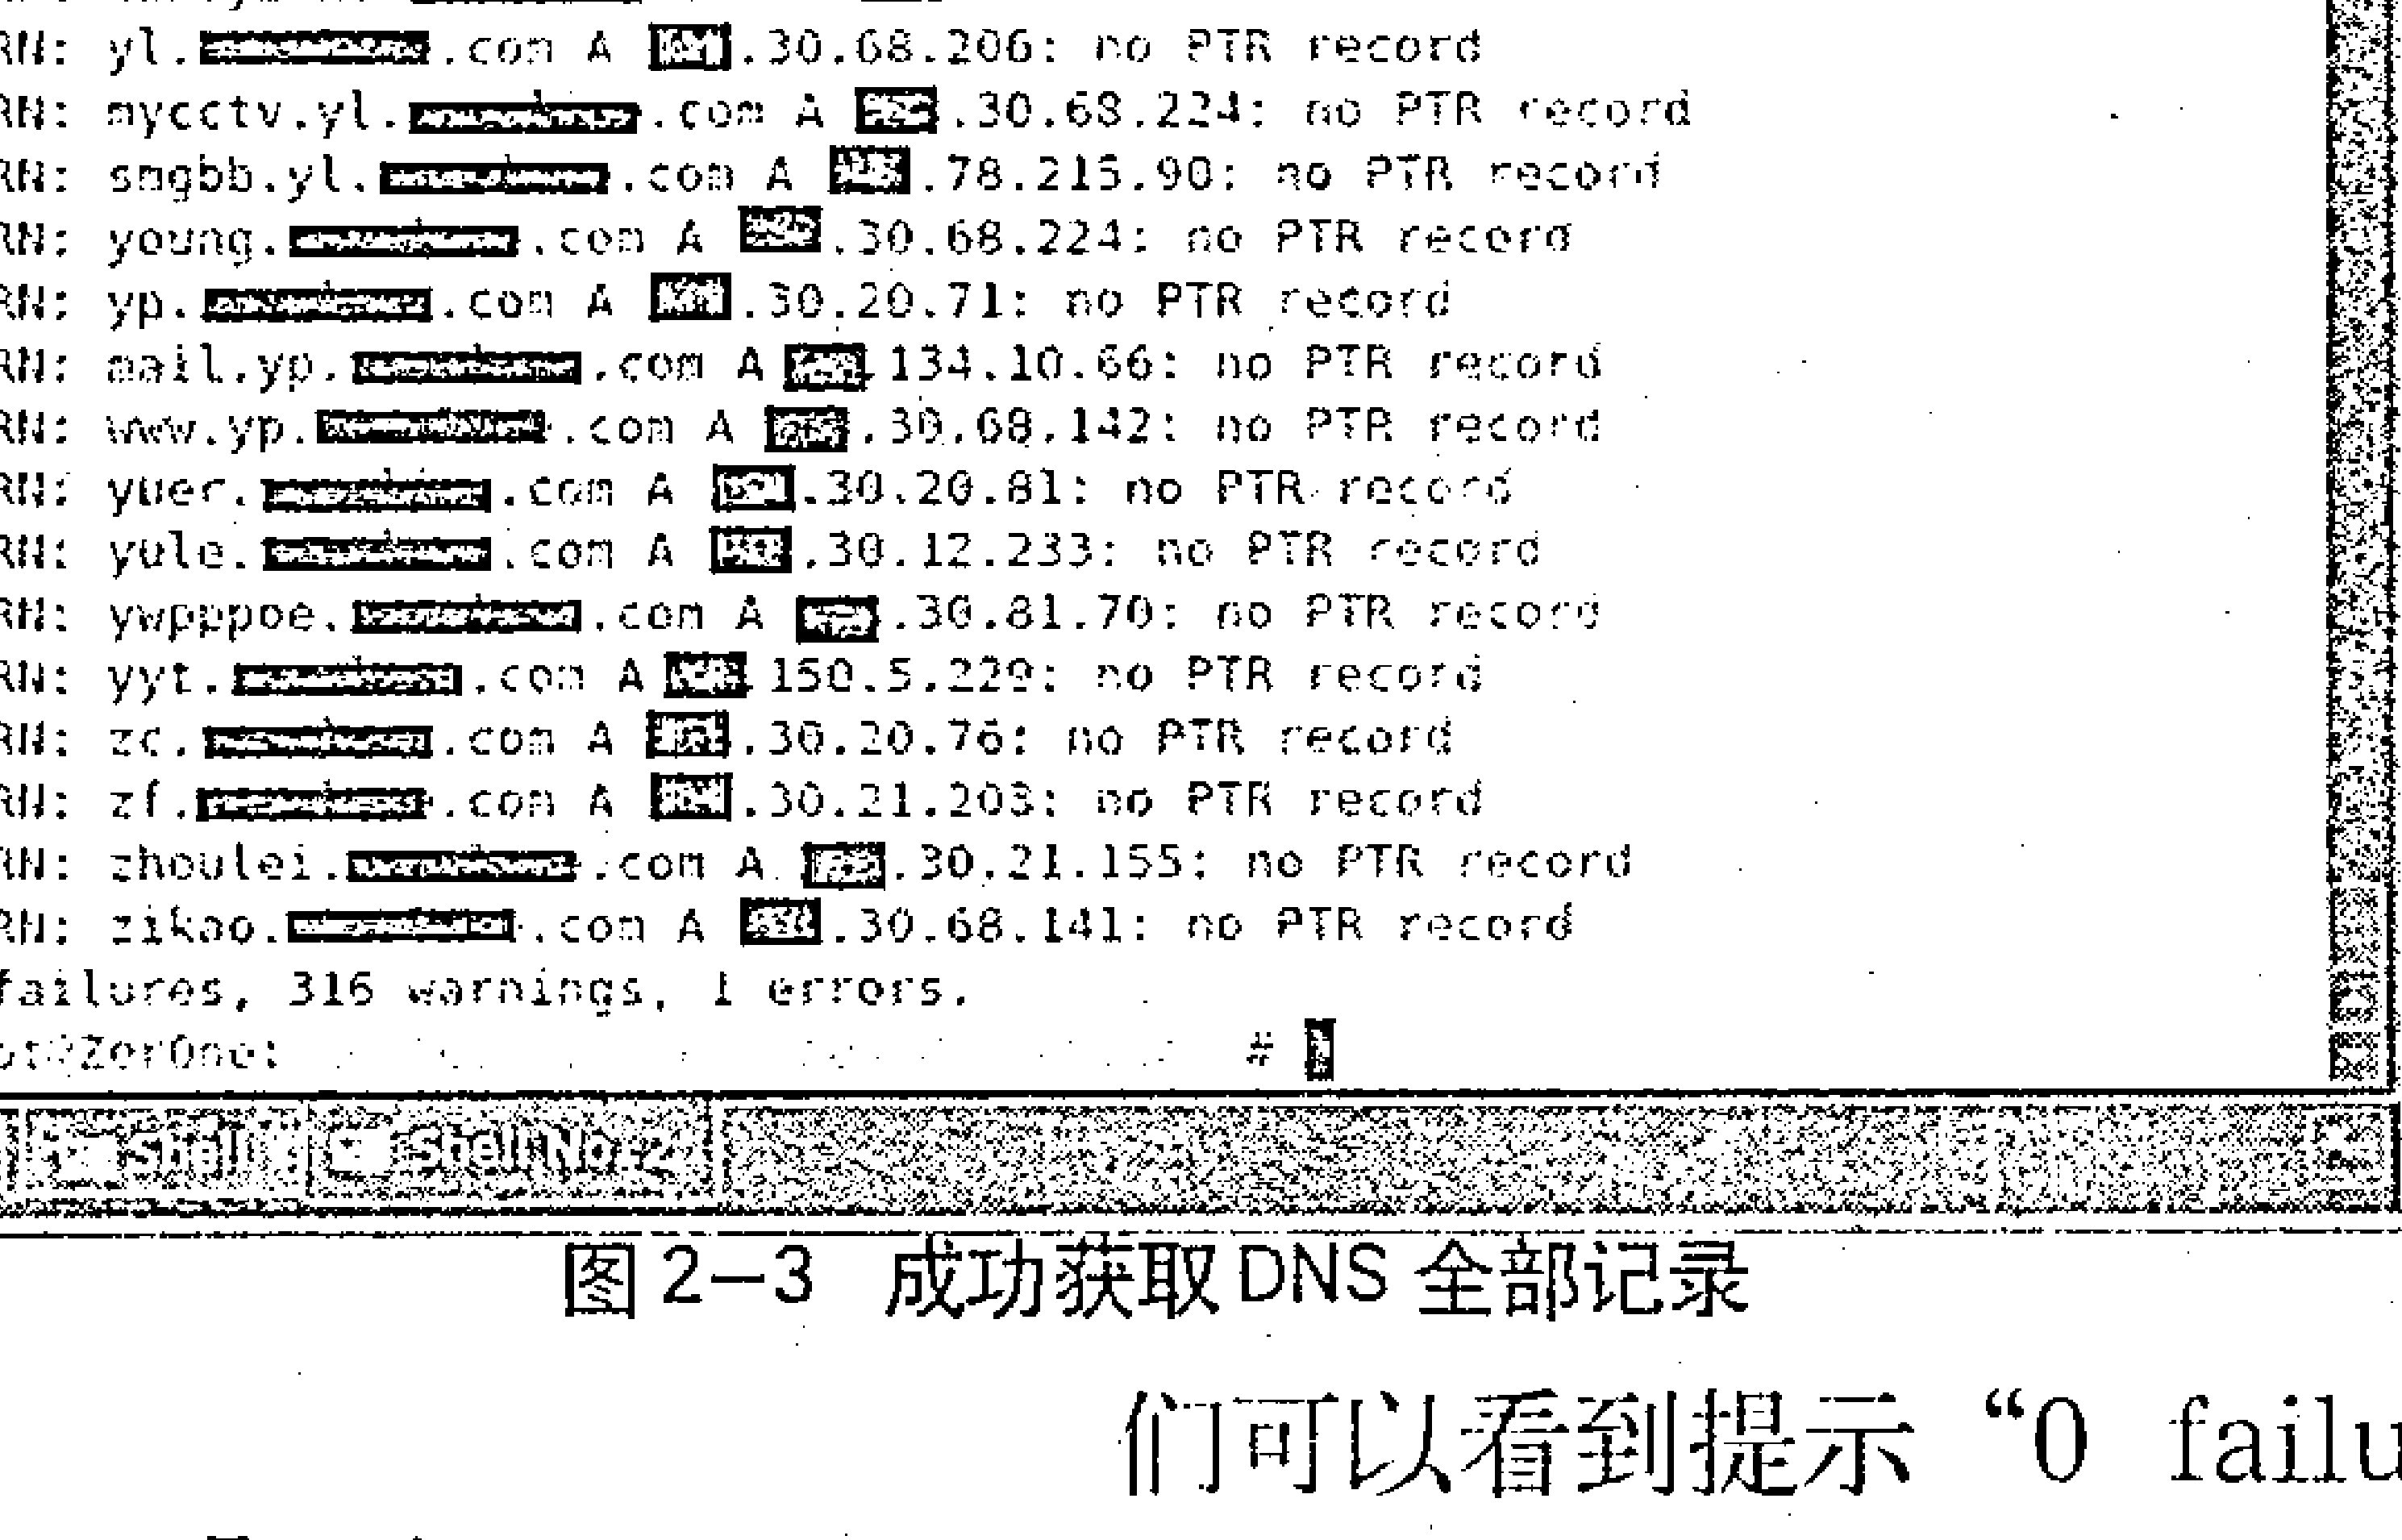 RN: yl. .com A .30.68.206: no PTR record
RN: mycctv.yl. .com A .30.68.224: no PTR record
RN: smgbb.yl. .com A .78.215.90: no PTR record
RN: young. .com A .30.68.224: no PTR record
RN: yp. .com A .30.20.71: no PTR record
RN: mail.yp. .com A .134.10.66: no PTR record
RN: www.yp. .com A .30.68.142: no PTR record
RN: yuer. .com A .30.20.81: no PTR record
RN: yule. .com A .30.12.233: no PTR record
RN: ywpppoe. .com A .30.81.70: no PTR record
RN: yyt. .com A 150.5.229: no PTR record
RN: zc. .com A .30.20.76: no PTR record
RN: zf. .com A .30.21.203: no PTR record
RN: zhoulei. .com A .30.21.155: no PTR record
RN: zikao. .com A .30.68.141: no PTR record
failures, 316 warnings, 1 errors.
ot@ZerOne: #
Shell Shell No. 2
图 2-3 成功获取 DNS 全部记录
们可以看到提示 “0 failu